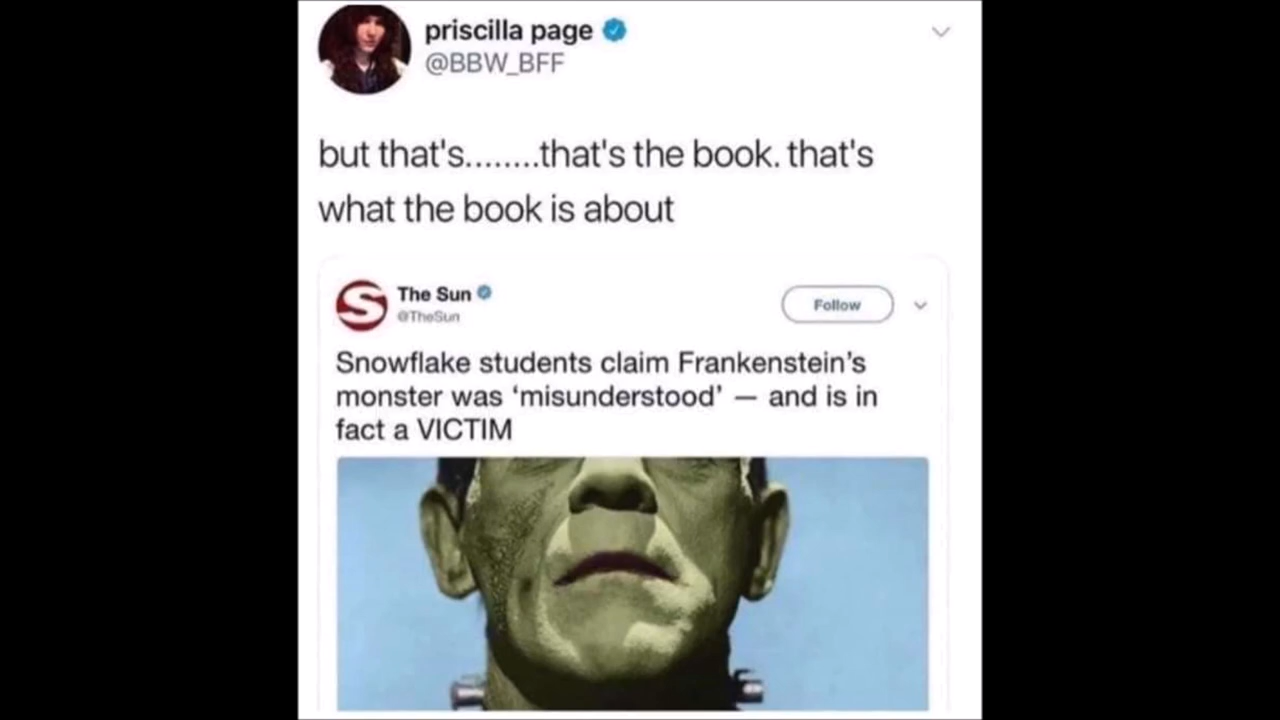 priscilla page
@BBW_BFF
but that's........that's the book. that's
what the book is about
The Sun
@TheSun
Follow
Snowflake students claim Frankenstein's
monster was ‘misunderstood’ — and is in
fact a VICTIM